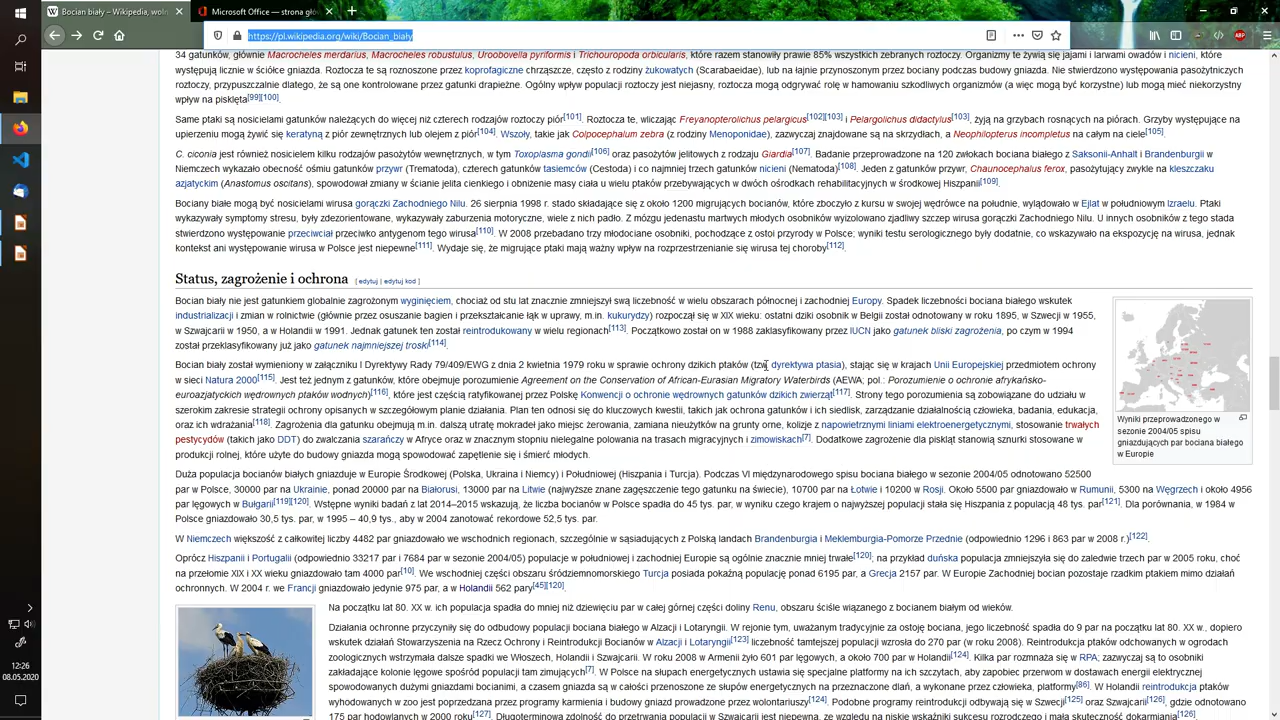 Bocian biały – Wikipedia, woln
Microsoft Office — strona głów
https://pl.wikipedia.org/wiki/Bocian_biały
34 gatunków, głównie Macrocheles merdarius, Macrocheles robustulus, Uroobovella pyriformis i Trichouropoda orbicularis, które razem stanowiły prawie 85% wszystkich zebranych roztoczy. Organizmy te żywią się jajami i larwami owadów i nicieni, które
występują licznie w ściółce gniazda. Roztocza te są roznoszone przez koprofagiczne chrząszcze, często z rodziny żukowatych (Scarabaeidae), lub na łajnie przynoszonym przez bociany podczas budowy gniazda. Nie stwierdzono występowania pasożytniczych
roztoczy, przypuszczalnie dlatego, że są one kontrolowane przez gatunki drapieżne. Ogólny wpływ populacji roztoczy jest niejasny, roztocza mogą odgrywać rolę w hamowaniu szkodliwych organizmów (a więc mogą być korzystne) lub mogą mieć niekorzystny
wpływ na pisklęta[99][100].
Same ptaki są nosicielami gatunków należących do więcej niż czterech rodzajów roztoczy piór[101]. Roztocza te, wliczając Freyanopterolichus pelargicus[102][103] i Pelargolichus didactylus[103], żyją na grzybach rosnących na piórach. Grzyby występujące na
upierzeniu mogą żywić się keratyną z piór zewnętrznych lub olejem z piór[104]. Wszoły, takie jak Colpocephalum zebra (z rodziny Menoponidae), zazwyczaj znajdowane są na skrzydłach, a Neophilopterus incompletus na całym na ciele[105].
C. ciconia jest również nosicielem kilku rodzajów pasożytów wewnętrznych, w tym Toxoplasma gondii[106] oraz pasożytów jelitowych z rodzaju Giardia[107]. Badanie przeprowadzone na 120 zwłokach bociana białego z Saksonii-Anhalt i Brandenburgii w
Niemczech wykazało obecność ośmiu gatunków przywr (Trematoda), czterech gatunków tasiemców (Cestoda) i co najmniej trzech gatunków nicieni (Nematoda)[108]. Jeden z gatunków przywr, Chaunocephalus ferox, pasożytujący zwykle na kleszczaku
azjatyckim (Anastomus oscitans), spowodował zmiany w ścianie jelita cienkiego i obniżenie masy ciała u wielu ptaków przebywających w dwóch ośrodkach rehabilitacyjnych w środkowej Hiszpanii[109].
Bociany białe mogą być nosicielami wirusa gorączki Zachodniego Nilu. 26 sierpnia 1998 r. stado składające się z około 1200 migrujących bocianów, które zboczyło z kursu w swojej wędrówce na południe, wylądowało w Ejlat w południowym Izraelu. Ptaki
wykazywały symptomy stresu, były zdezorientowane, wykazywały zaburzenia motoryczne, wiele z nich padło. Z mózgu jedenastu martwych młodych osobników wyizolowano zjadliwy szczep wirusa gorączki Zachodniego Nilu. U innych osobników z tego stada
stwierdzono występowanie przeciwciał przeciwko antygenom tego wirusa[110]. W 2008 przebadano trzy młodociane osobniki, pochodzące z ostoi przyrody w Polsce; wyniki testu serologicznego były dodatnie, co wskazywało na ekspozycję na wirusa, jednak
kontekst ani występowanie wirusa w Polsce jest niepewne[111]. Wydaje się, że migrujące ptaki mają ważny wpływ na rozprzestrzenianie się wirusa tej choroby[112].
Status, zagrożenie i ochrona [ edytuj | edytuj kod ]
Bocian biały nie jest gatunkiem globalnie zagrożonym wyginięciem, chociaż od stu lat znacznie zmniejszył swą liczebność w wielu obszarach północnej i zachodniej Europy. Spadek liczebności bociana białego wskutek
industrializacji i zmian w rolnictwie (głównie przez osuszanie bagien i przekształcanie łąk w uprawy, m.in. kukurydzy) rozpoczął się w XIX wieku: ostatni dziki osobnik w Belgii został odnotowany w roku 1895, w Szwecji w 1955,
w Szwajcarii w 1950, a w Holandii w 1991. Jednak gatunek ten został reintrodukowany w wielu regionach[113]. Początkowo został on w 1988 zaklasyfikowany przez IUCN jako gatunek bliski zagrożenia, po czym w 1994
został przeklasyfikowany już jako gatunek najmniejszej troski[114].
Bocian biały został wymieniony w załączniku I Dyrektywy Rady 79/409/EWG z dnia 2 kwietnia 1979 roku w sprawie ochrony dzikich ptaków (tzw. dyrektywa ptasia), stając się w krajach Unii Europejskiej przedmiotem ochrony
w sieci Natura 2000[115]. Jest też jednym z gatunków, które obejmuje porozumienie Agreement on the Conservation of African-Eurasian Migratory Waterbirds (AEWA; pol.: Porozumienie o ochronie afrykańsko-
euroazjatyckich wędrownych ptaków wodnych)[116], które jest częścią ratyfikowanej przez Polskę Konwencji o ochronie wędrownych gatunków dzikich zwierząt[117]. Strony tego porozumienia są zobowiązane do udziału w
szerokim zakresie strategii ochrony opisanych w szczegółowym planie działania. Plan ten odnosi się do kluczowych kwestii, takich jak ochrona gatunków i ich siedlisk, zarządzanie działalnością człowieka, badania, edukacja,
oraz ich wdrażania[118]. Zagrożenia dla gatunku obejmują m.in. dalszą utratę mokradeł jako miejsc żerowania, zamiana nieużytków na grunty orne, kolizje z napowietrznymi liniami elektroenergetycznymi, stosowanie trwałych
pestycydów (takich jako DDT) do zwalczania szarańczy w Afryce oraz w znacznym stopniu nielegalne polowania na trasach migracyjnych i zimowiskach[7]. Dodatkowe zagrożenie dla piskląt stanowią sznurki stosowane w
produkcji rolnej, które użyte do budowy gniazda mogą spowodować zapętlenie się i śmierć młodych.
Wyniki przeprowadzonego w
sezonie 2004/05 spisu
gniazdujących par bociana białego
w Europie
Duża populacja bocianów białych gniazduje w Europie Środkowej (Polska, Ukraina i Niemcy) i Południowej (Hiszpania i Turcja). Podczas VI międzynarodowego spisu bociana białego w sezonie 2004/05 odnotowano 52500
par w Polsce, 30000 par na Ukrainie, ponad 20000 par na Białorusi, 13000 par na Litwie (najwyższe znane zagęszczenie tego gatunku na świecie), 10700 par na Łotwie i 10200 w Rosji. Około 5500 par gniazdowało w Rumunii, 5300 na Węgrzech i około 4956
par lęgowych w Bułgarii[119][120]. Wstępne wyniki badań z lat 2014–2015 wskazują, że liczba bocianów w Polsce spadła do 45 tys. par, w wyniku czego krajem o najwyższej populacji tego gatunku stała się Hiszpania z populacją 48 tys. par[121]. Dla porównania, w 1984 w
Polsce gniazdowało 30,5 tys. par, w 1995 – 40,9 tys., aby w 2004 zanotować rekordowe 52,5 tys. par.
W Niemczech większość z całkowitej liczby 4482 par gniazdowało we wschodnich regionach, szczególnie w sąsiadujących z Polską landach Brandenburgia i Meklemburgia-Pomorze Przednie (odpowiednio 1296 i 863 par w 2008 r.)[122].
Oprócz Hiszpanii i Portugalii (odpowiednio 33217 par i 7684 par w sezonie 2004/05) populacje w południowej i zachodniej Europie są ogólnie znacznie mniej trwałe[120]; na przykład duńska populacja zmniejszyła się do zaledwie trzech par w 2005 roku, choć
na przełomie XIX i XX wieku gniazdowało tam 4000 par[10]. We wschodniej części obszaru śródziemnomorskiego Turcja posiada pokaźną populację ponad 6195 par, a Grecja 2157 par. W Europie Zachodniej bocian pozostaje rzadkim ptakiem mimo działań
ochronnych. W 2004 r. we Francji gniazdowało jedynie 975 par, a w Holandii 562 pary[45][120].
Na początku lat 80. XX w. ich populacja spadła do mniej niż dziewięciu par w całej górnej części doliny Renu, obszaru ściśle wiązanego z bocianem białym od wieków.
Działania ochronne przyczyniły się do odbudowy populacji bociana białego w Alzacji i Lotaryngii. W rejonie tym, uważanym tradycyjnie za ostoję bociana, jego liczebność spadła do 9 par na początku lat 80. XX w., dopiero
wskutek działań Stowarzyszenia na Rzecz Ochrony i Reintrodukcji Bocianów w Alzacji i Lotaryngii[123] liczebność tamtejszej populacji wzrosła do 270 par (w roku 2008). Reintrodukcja ptaków odchowanych w ogrodach
zoologicznych wstrzymała dalsze spadki we Włoszech, Holandii i Szwajcarii. W roku 2008 w Armenii żyło 601 par lęgowych, a około 700 par w Holandii[124]. Kilka par rozmnaża się w RPA; zazwyczaj są to osobniki
zakładające kolonie lęgowe spośród populacji tam zimujących[7]. W Polsce na słupach energetycznych ustawia się specjalne platformy na ich szczytach, aby zapobiec przerwom w dostawach energii elektrycznej
spowodowanych dużymi gniazdami bocianimi, a czasem gniazda są w całości przenoszone ze słupów energetycznych na przeznaczone dlań, a wykonane przez człowieka, platformy[86]. W Holandii reintrodukcja ptaków
wyhodowanych w zoo jest poprzedzana przez programy karmienia i budowy gniazd prowadzone przez wolontariuszy[124]. Podobne programy reintrodukcji odbywają się w Szwecji[125] oraz Szwajcarii[126], gdzie odnotowano
175 par hodowlanych w 2000 roku[127]. Długoterminowa zdolność do przetrwania populacji w Szwajcarii jest niepewna, ze względu na niskie wskaźniki sukcesu rozrodczego i mała skuteczność dokarmiania[126].
12:26
08.05.2020
ABP